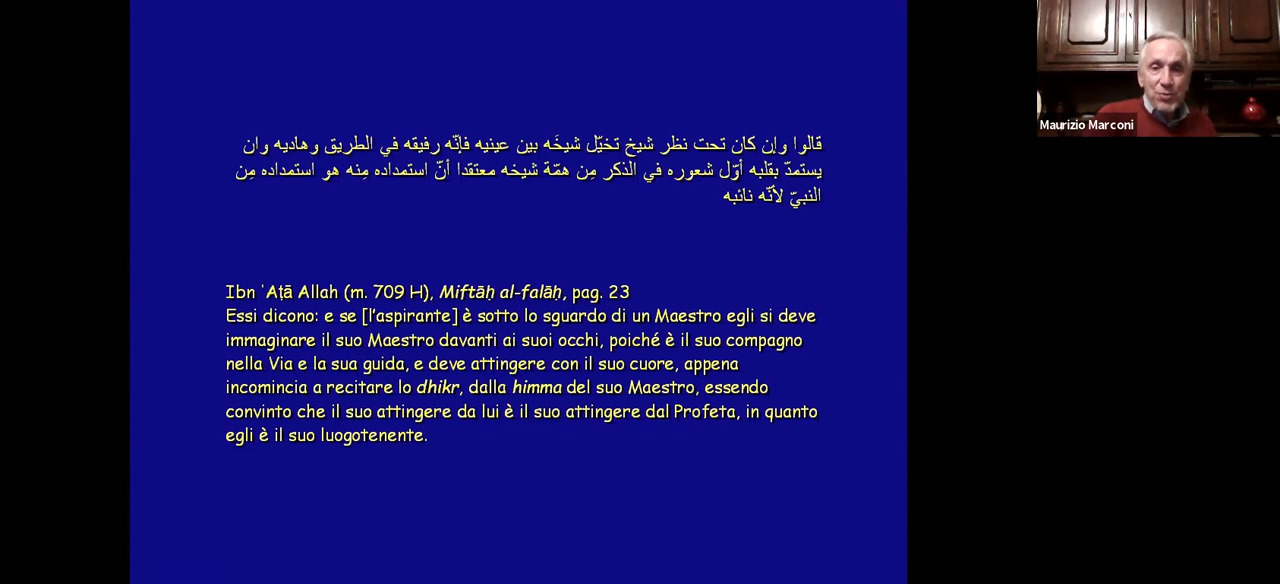 قالوا وإن كان تحت نظر شيخ تخيّل شيخَه بين عينيه فإنّه رفيقه في الطريق وهاديه وان
يستمدّ بقلبه أوّل شعوره في الذكر مِن همّة شيخه معتقدا أنّ استمداده مِنه هو استمداده مِن
النبيّ لأنّه نائبه
Ibn ʿAṭā Allah (m. 709 H), Miftāḥ al-falāḥ, pag. 23
Essi dicono: e se [l’aspirante] è sotto lo sguardo di un Maestro egli si deve
immaginare il suo Maestro davanti ai suoi occhi, poiché è il suo compagno
nella Via e la sua guida, e deve attingere con il suo cuore, appena
incomincia a recitare lo dhikr, dalla himma del suo Maestro, essendo
convinto che il suo attingere da lui è il suo attingere dal Profeta, in quanto
egli è il suo luogotenente.
Maurizio Marconi